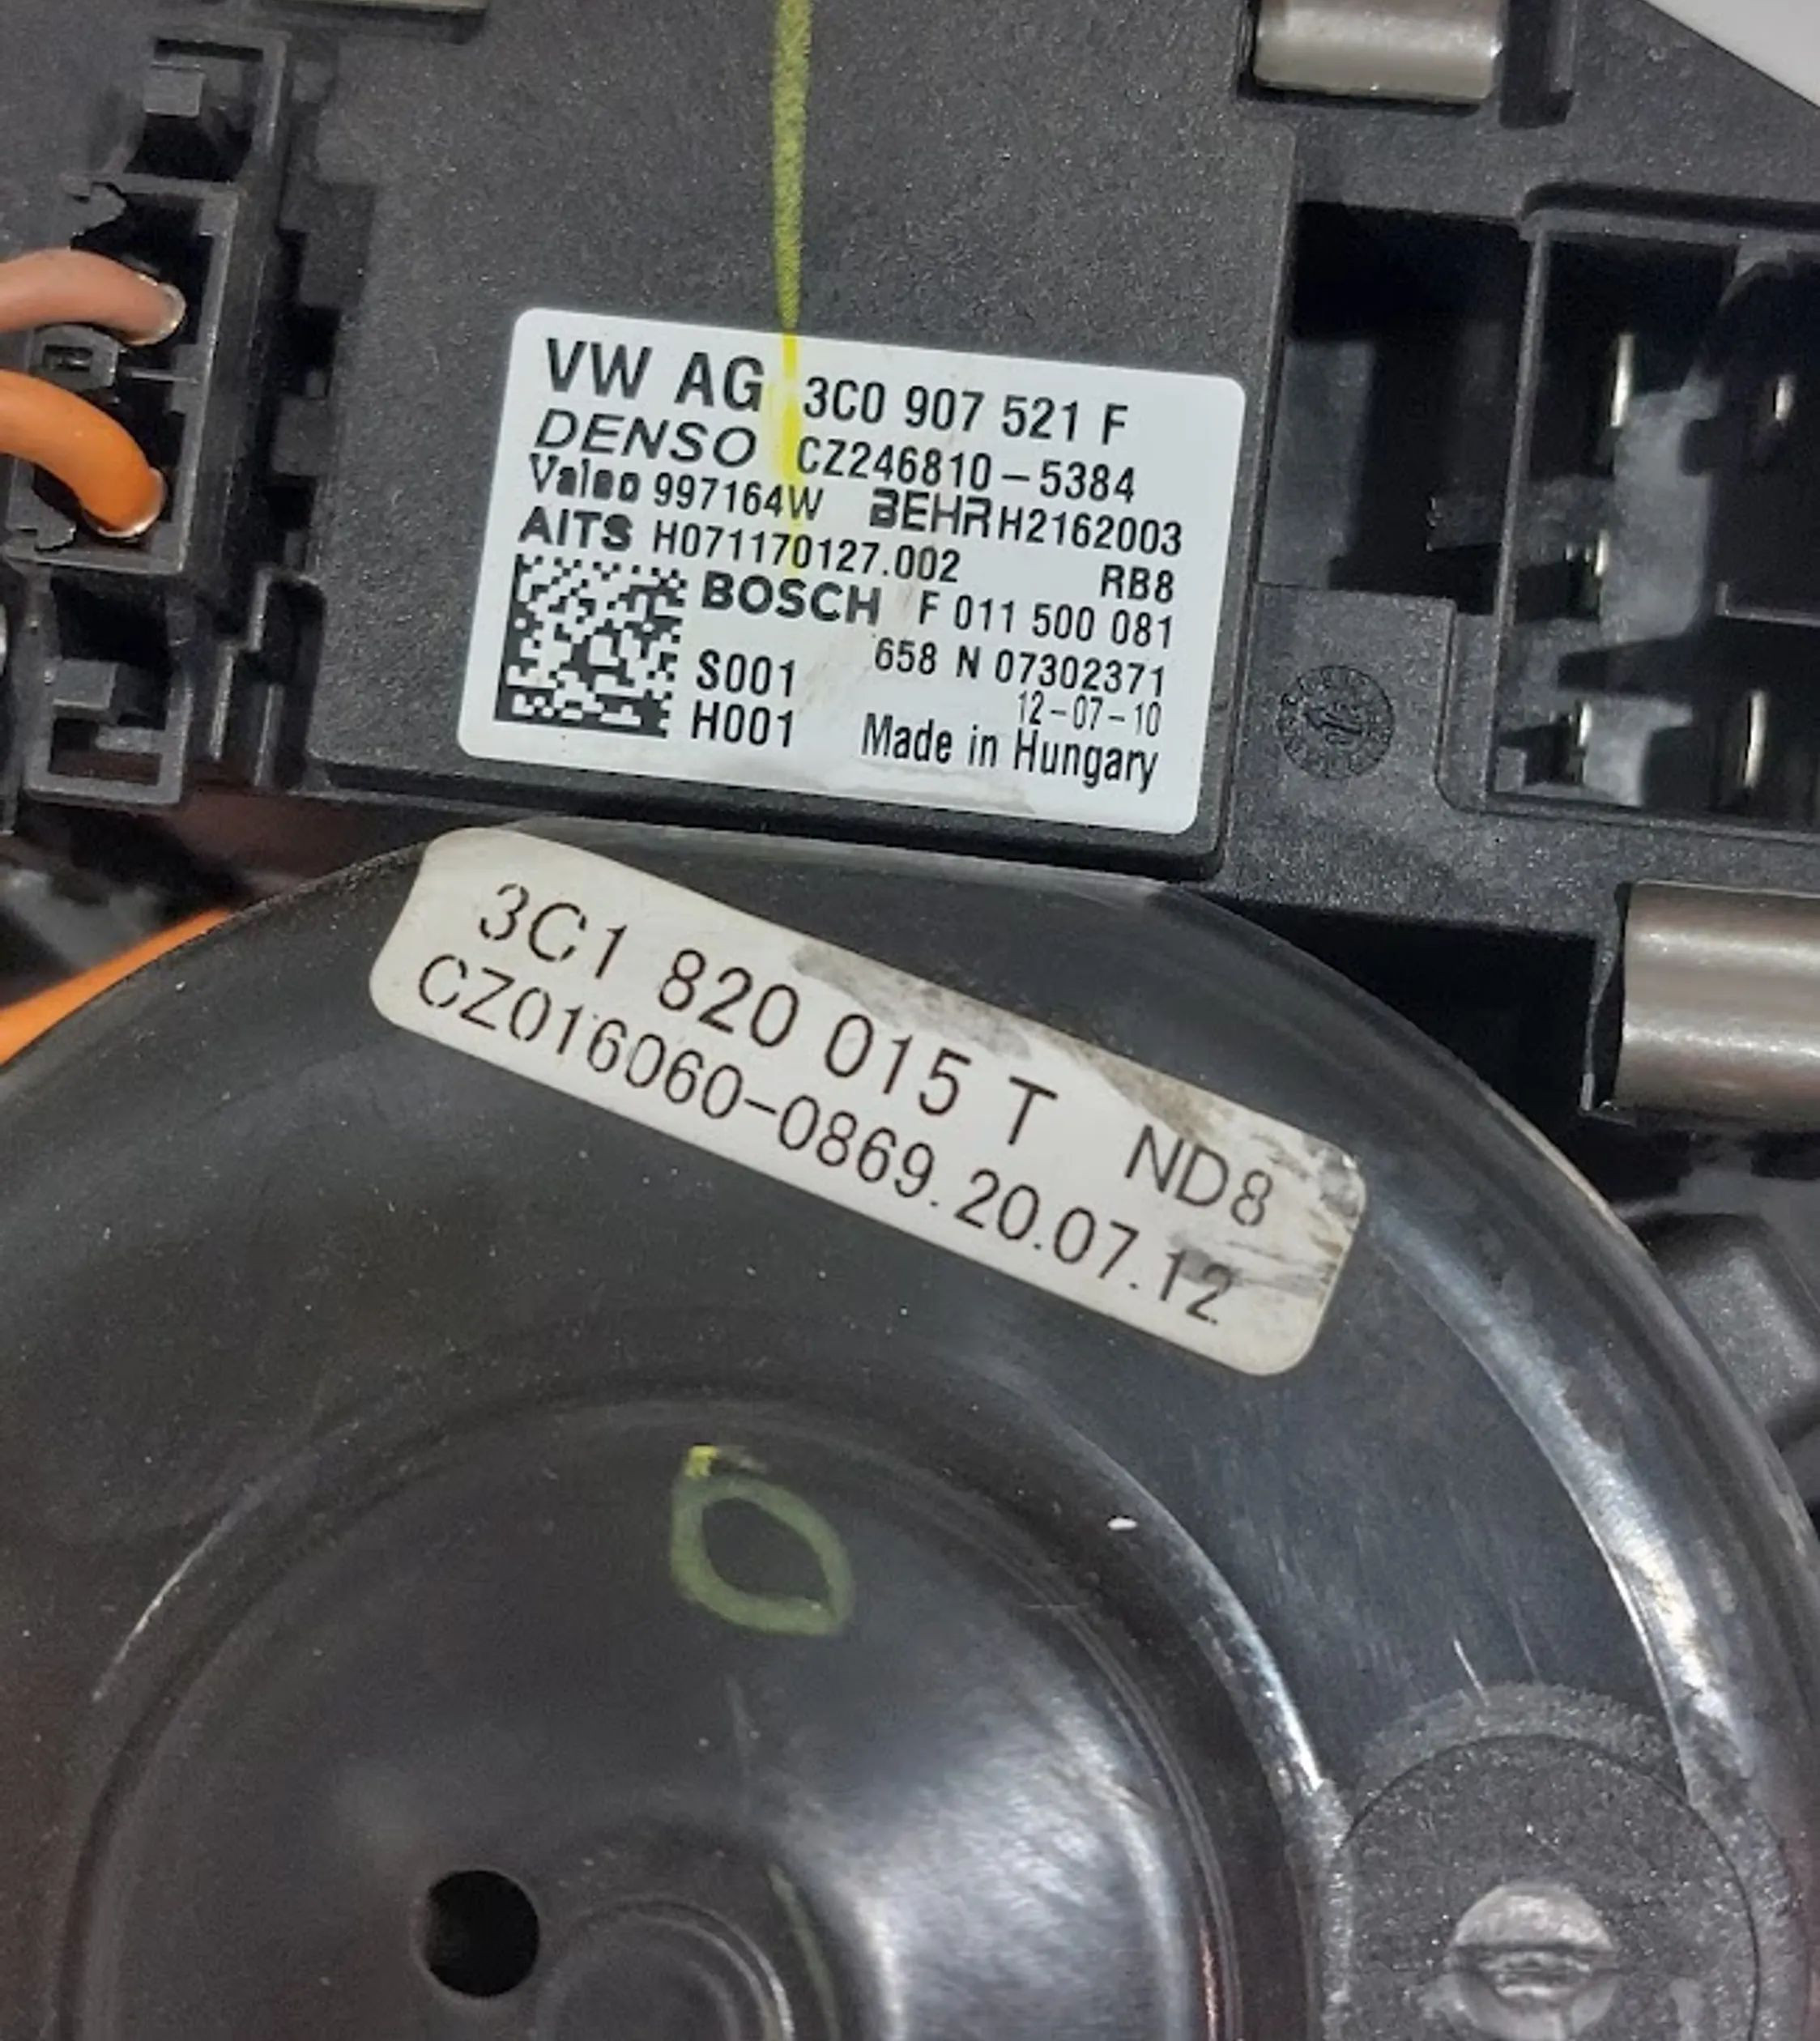 VW AG 3C0 907 521 F
DENSO CZ246810-5384
Valeo 997164W BEHR H2162003
AITS H071170127.002 RB8
BOSCH F 011 500 081
S001 658 N 07302371
12-07-10
H001 Made in Hungary
3C1 820 015 T ND8
CZ016060-0869.20.07.12.